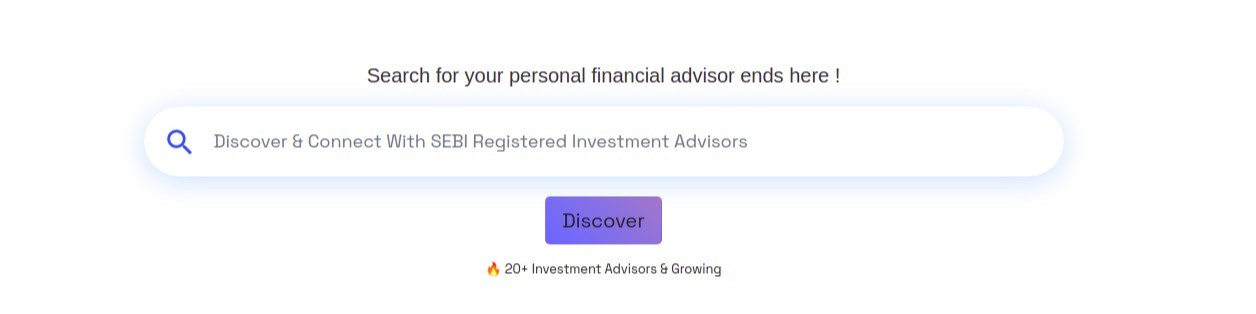 Search for your personal financial advisor ends here !
Discover & Connect With SEBI Registered Investment Advisors
Discover
🔥 20+ Investment Advisors & Growing